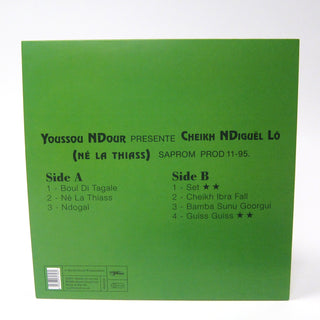 Youssou NDour PRESENTE Cheikh NDiguël Lô
(Né La Thiass) SAPROM PROD.11-95.
Side A
1 - Boul Di Tagale
2 - Né La Thiass
3 - Ndogal
Side B
1 - Set ★★
2 - Cheikh Ibra Fall
3 - Bamba Sunu Goorgui
4 - Guiss Guiss ★★